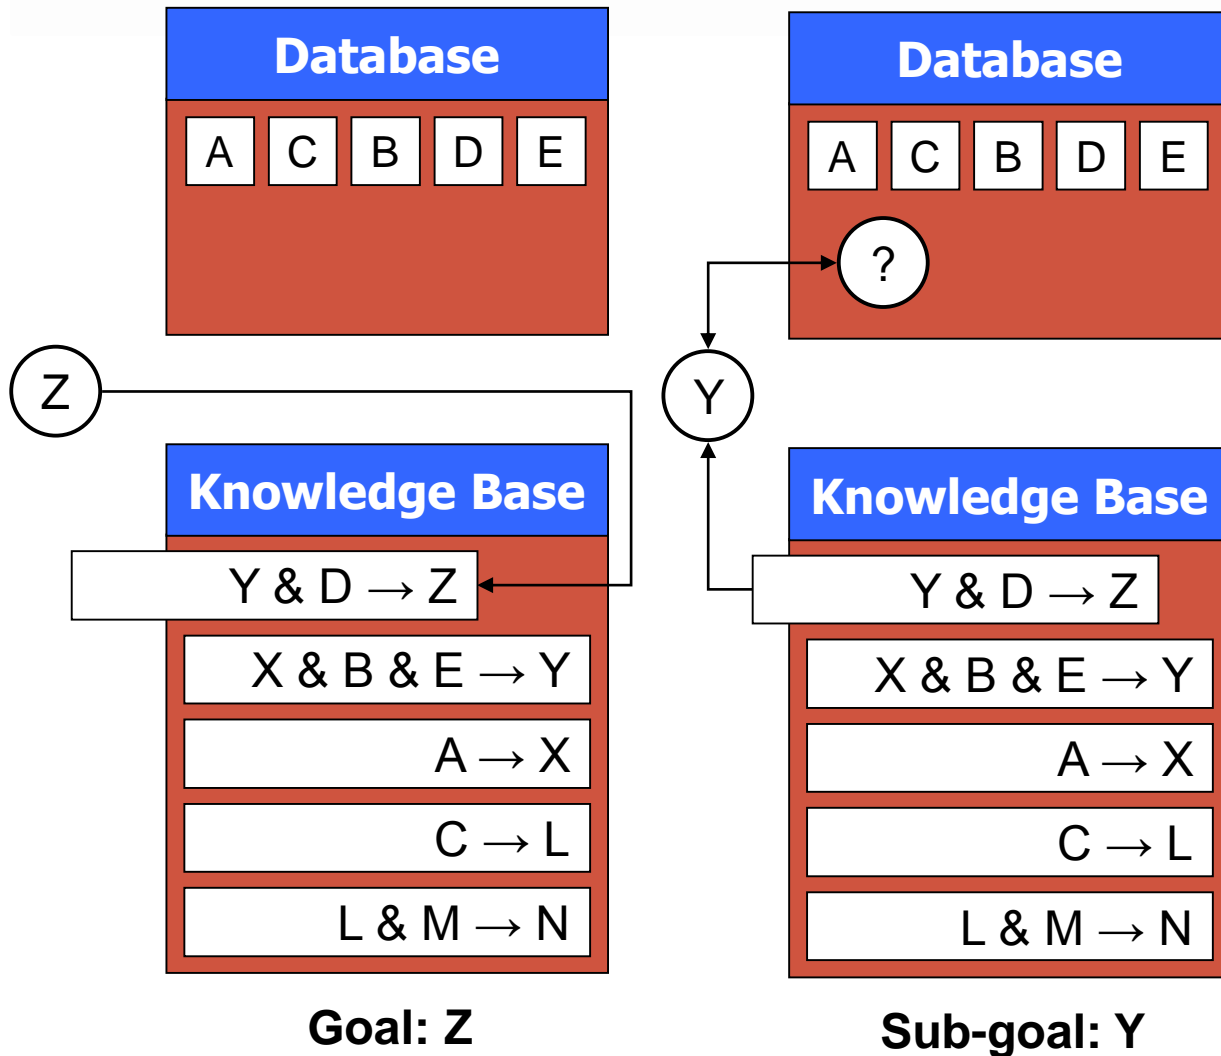 Database
A C B D E
Z
Knowledge Base
Y & D → Z
X & B & E → Y
A → X
C → L
L & M → N
Goal: Z
Database
A C B D E
?
Y
Knowledge Base
Y & D → Z
X & B & E → Y
A → X
C → L
L & M → N
Sub-goal: Y